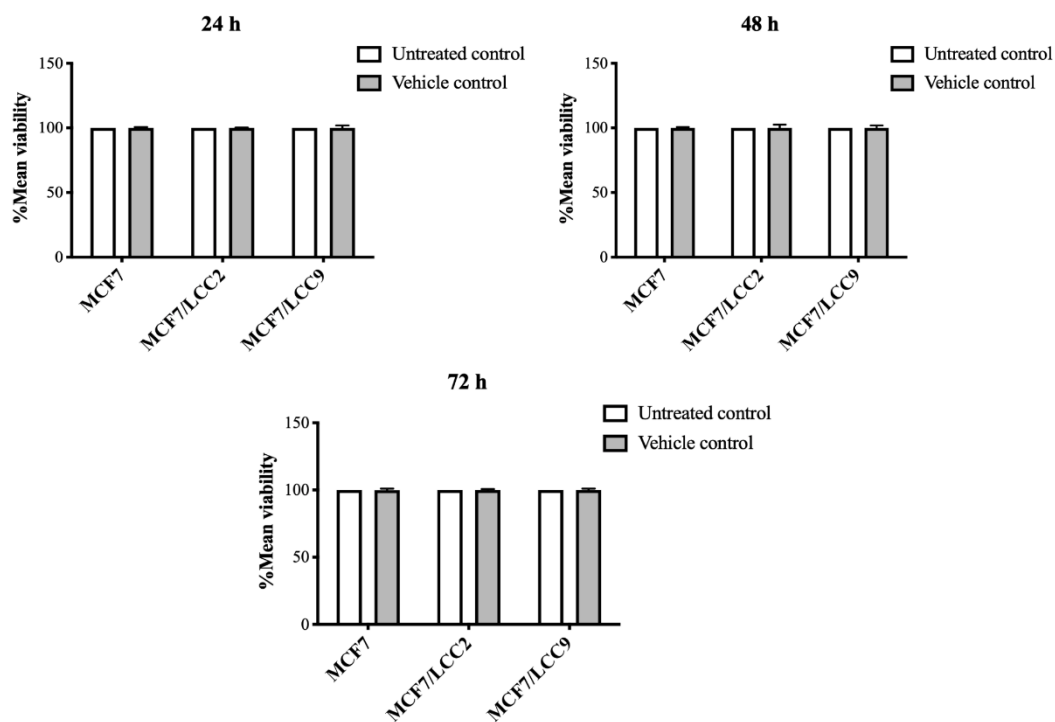 24 h
Untreated control
Vehicle control
%Mean viability
150
100
50
0
MCF7
MCF7/LCC2
MCF7/LCC9
48 h
Untreated control
Vehicle control
%Mean viability
150
100
50
0
MCF7
MCF7/LCC2
MCF7/LCC9
72 h
Untreated control
Vehicle control
%Mean viability
150
100
50
0
MCF7
MCF7/LCC2
MCF7/LCC9